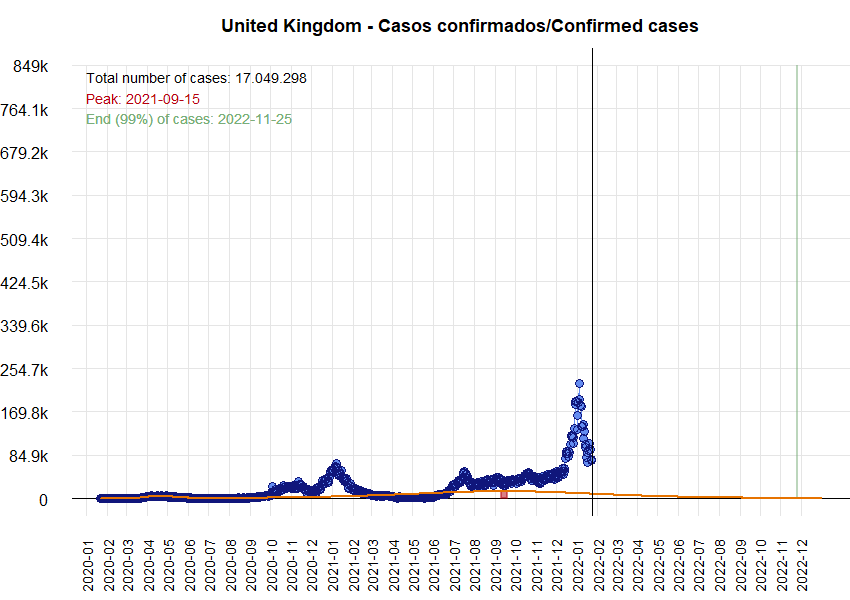 United Kingdom - Casos confirmados/Confirmed cases
849k
Total number of cases: 17.049.298
Peak: 2021-09-15
764.1k
End (99%) of cases: 2022-11-25
679.2k
594.3k
509.4k
424.5k
339.6k
254.7k
169.8k
84.9k
0
2020-01
2020-02
2020-03
2020-04
2020-05
2020-06
2020-07
2020-08
2020-09
2020-10
2020-11
2020-12
2021-01
2021-02
2021-03
2021-04
2021-05
2021-06
2021-07
2021-08
2021-09
2021-10
2021-11
2021-12
2022-01
2022-02
2022-03
2022-04
2022-05
2022-06
2022-07
2022-08
2022-09
2022-10
2022-11
2022-12